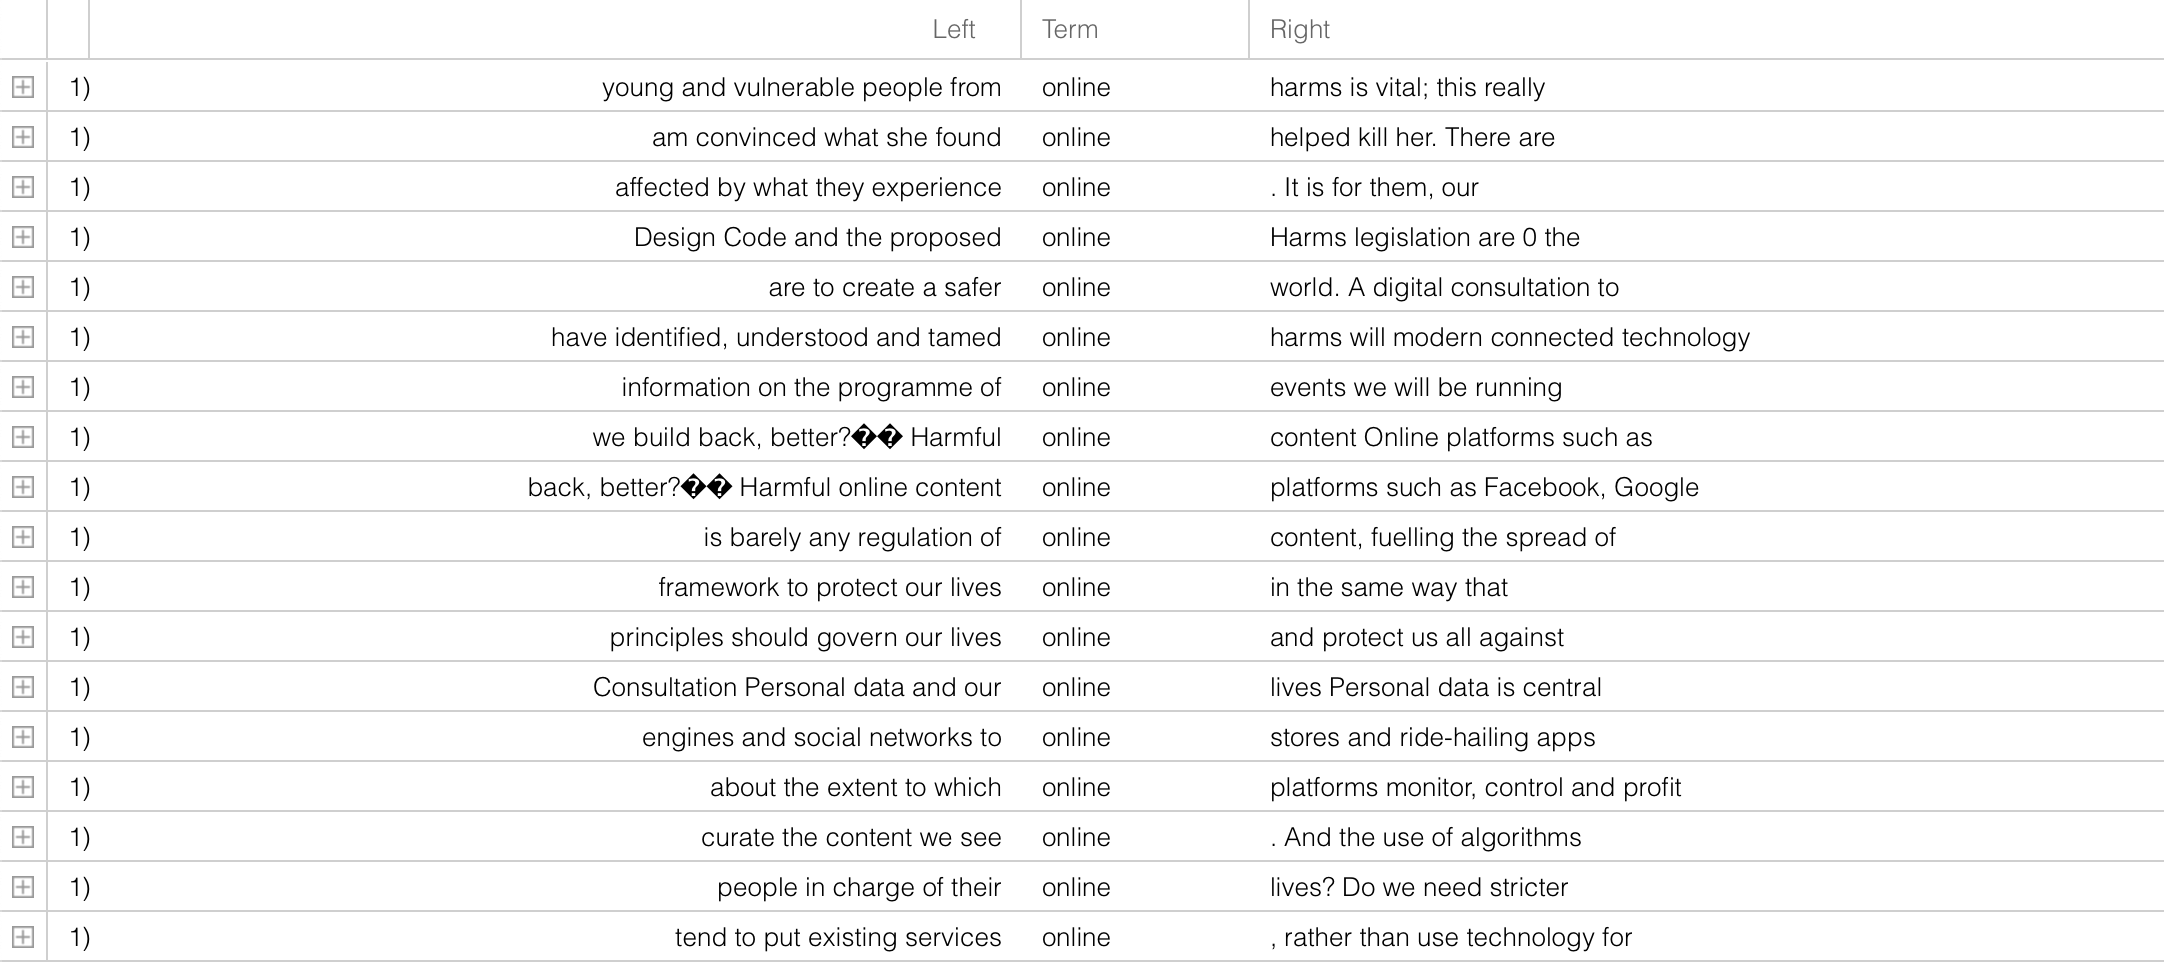 Left Term Right
1) young and vulnerable people from online harms is vital; this really
1) am convinced what she found online helped kill her. There are
1) affected by what they experience online . It is for them, our
1) Design Code and the proposed online Harms legislation are 0 the
1) are to create a safer online world. A digital consultation to
1) have identified, understood and tamed online harms will modern connected technology
1) information on the programme of online events we will be running
1) we build back, better?�� Harmful online content Online platforms such as
1) back, better?�� Harmful online content online platforms such as Facebook, Google
1) is barely any regulation of online content, fuelling the spread of
1) framework to protect our lives online in the same way that
1) principles should govern our lives online and protect us all against
1) Consultation Personal data and our online lives Personal data is central
1) engines and social networks to online stores and ride-hailing apps
1) about the extent to which online platforms monitor, control and profit
1) curate the content we see online . And the use of algorithms
1) people in charge of their online lives? Do we need stricter
1) tend to put existing services online , rather than use technology for